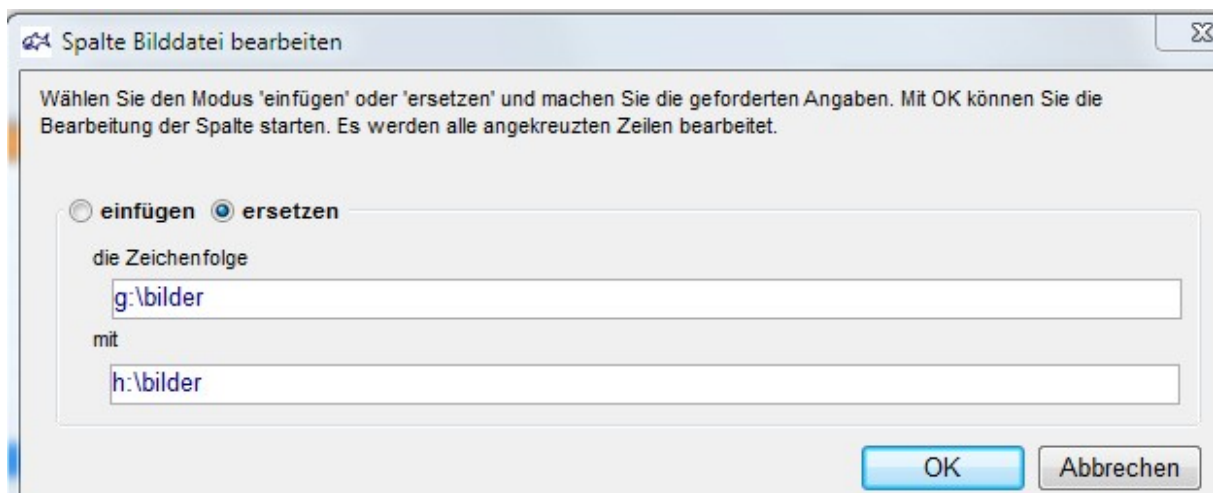 Spalte Bilddatei bearbeiten
Wählen Sie den Modus 'einfügen' oder 'ersetzen' und machen Sie die geforderten Angaben. Mit OK können Sie die
Bearbeitung der Spalte starten. Es werden alle angekreuzten Zeilen bearbeitet.
einfügen ersetzen
die Zeichenfolge
g:\bilder
mit
h:\bilder
OK Abbrechen